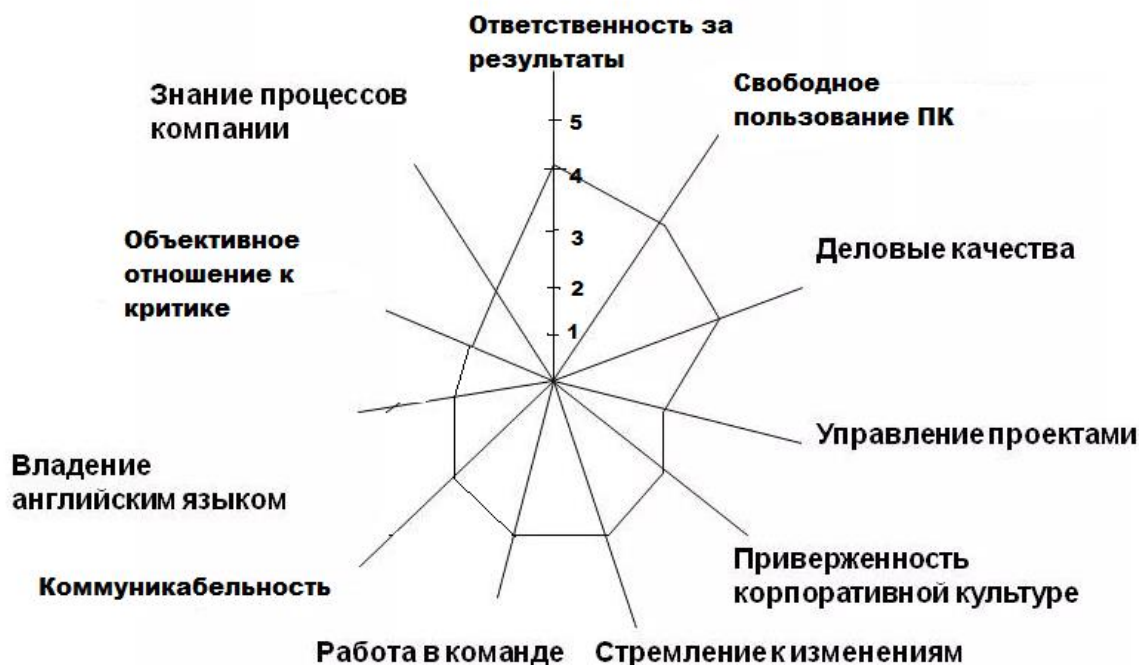 Ответственность за
результаты
Знание процессов
компании
Свободное
пользование ПК
5
4
3
2
1
Объективное
отношение к
критике
Деловые качества
Управление проектами
Владение
английским языком
Приверженность
корпоративной культуре
Коммуникабельность
Работа в команде
Стремление к изменениям